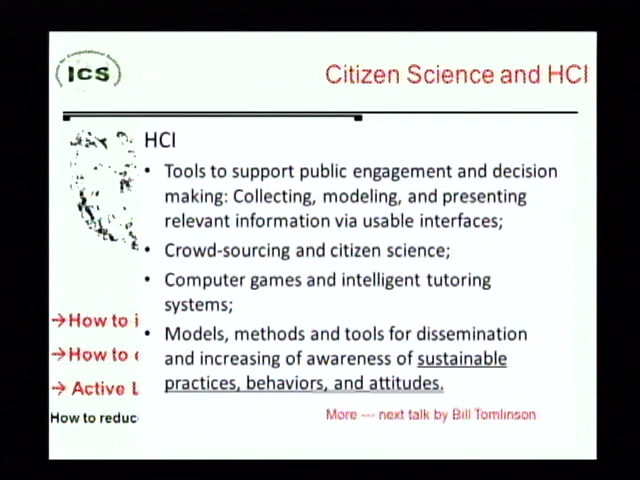 ICS
Citizen Science and HCI
HCI
• Tools to support public engagement and decision
making: Collecting, modeling, and presenting
relevant information via usable interfaces;
• Crowd-sourcing and citizen science;
• Computer games and intelligent tutoring
systems;
• Models, methods and tools for dissemination
and increasing of awareness of sustainable
practices, behaviors, and attitudes.
→How to i
→How to
→ Active
How to reduc
More --- next talk by Bill Tomlinson